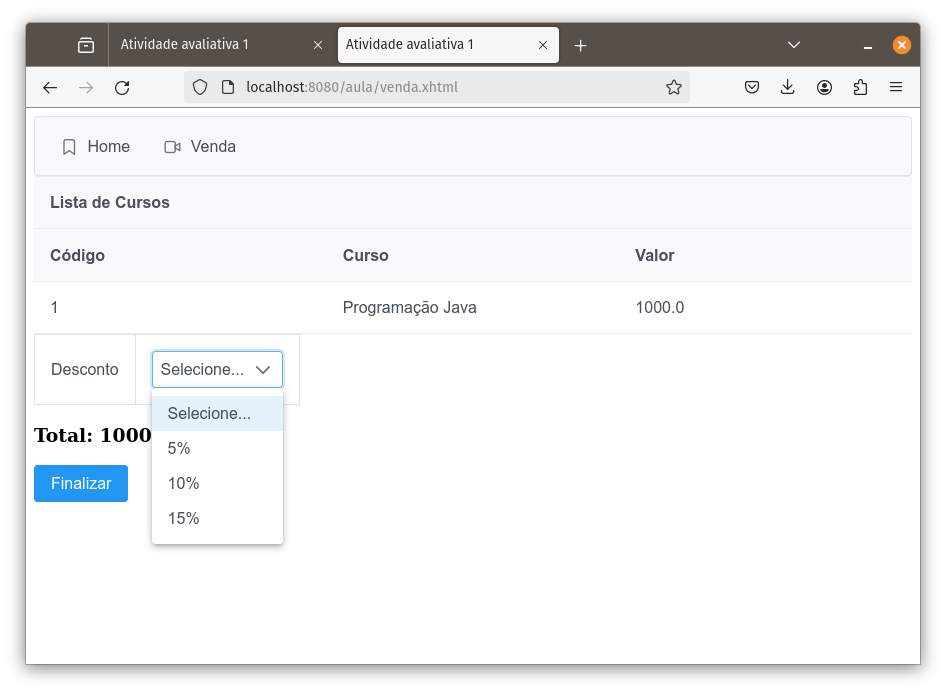 Atividade avaliativa 1
Atividade avaliativa 1
localhost:8080/aula/venda.xhtml
Home Venda
Lista de Cursos
Código Curso Valor
1 Programação Java 1000.0
Desconto Selecione...
Selecione...
Total: 1000
5%
Finalizar 10%
15%